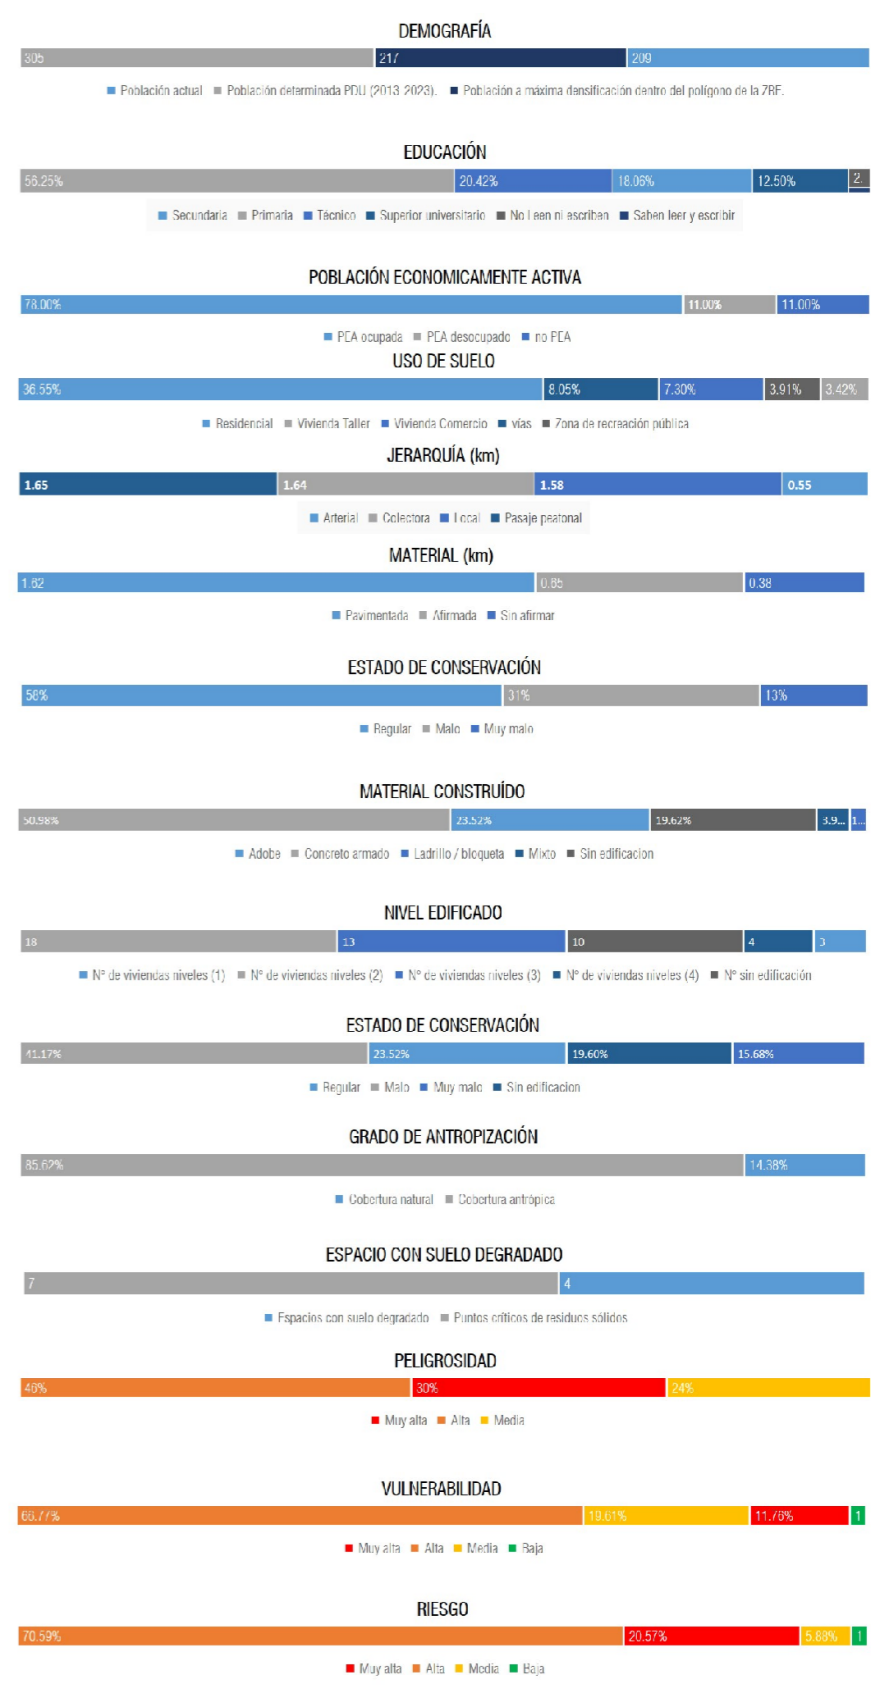 DEMOGRAFÍA
305 217 209
Población actual Población determinada PDU (2013-2023). Población a máxima densificación dentro del polígono de la ZRE.
EDUCACIÓN
56.25% 20.42% 18.06% 12.50% 2.
Secundaria Primaria Técnico Superior universitario No Leen ni escriben Saben leer y escribir
POBLACIÓN ECONOMICAMENTE ACTIVA
78.00% 11.00% 11.00%
PEA ocupada PEA desocupado no PEA
USO DE SUELO
36.55% 8.05% 7.30% 3.91% 3.42%
Residencial Vivienda Taller Vivienda Comercio vías Zona de recreación pública
JERARQUÍA (km)
1.65 1.64 1.58 0.55
Arterial Colectora Local Pasaje peatonal
MATERIAL (km)
1.62 0.65 0.38
Pavimentada Afirmada Sin afirmar
ESTADO DE CONSERVACIÓN
58% 31% 13%
Regular Malo Muy malo
MATERIAL CONSTRUÍDO
50.98% 23.52% 19.62% 3.9... 1...
Adobe Concreto armado Ladrillo / bloqueta Mixto Sin edificacion
NIVEL EDIFICADO
18 13 10 4 3
Nº de viviendas niveles (1) Nº de viviendas niveles (2) Nº de viviendas niveles (3) Nº de viviendas niveles (4) Nº sin edificación
ESTADO DE CONSERVACIÓN
41.17% 23.52% 19.60% 15.68%
Regular Malo Muy malo Sin edificacion
GRADO DE ANTROPIZACIÓN
85.62% 14.38%
Cobertura natural Cobertura antrópica
ESPACIO CON SUELO DEGRADADO
7 4
Espacios con suelo degradado Puntos críticos de residuos sólidos
PELIGROSIDAD
46% 30% 24%
Muy alta Alta Media
VULNERABILIDAD
66.77% 19.61% 11.76% 1
Muy alta Alta Media Baja
RIESGO
70.59% 20.57% 5.88% 1
Muy alta Alta Media Baja